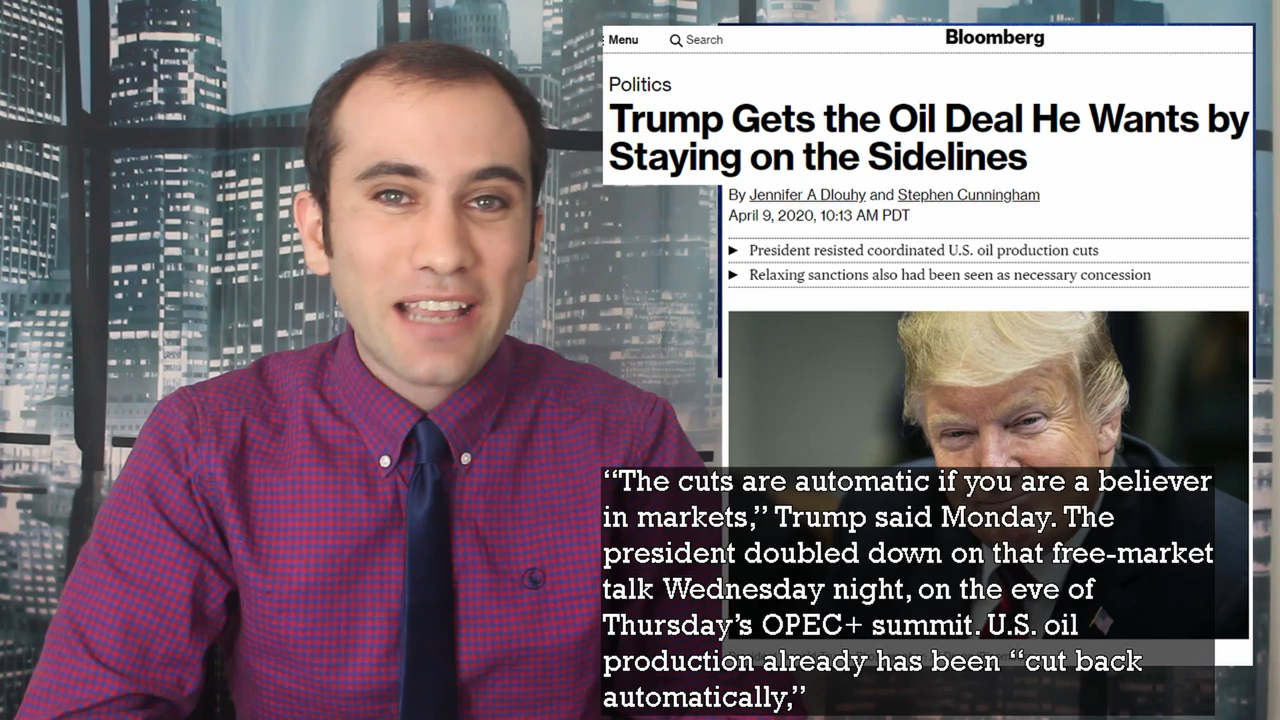 Menu
Search
Bloomberg
Politics
Trump Gets the Oil Deal He Wants by
Staying on the Sidelines
By Jennifer A Dlouhy and Stephen Cunningham
April 9, 2020, 10:13 AM PDT
President resisted coordinated U.S. oil production cuts
Relaxing sanctions also had been seen as necessary concession
“The cuts are automatic if you are a believer
in markets,” Trump said Monday. The
president doubled down on that free-market
talk Wednesday night, on the eve of
Thursday’s OPEC+ summit. U.S. oil
production already has been “cut back
automatically,”